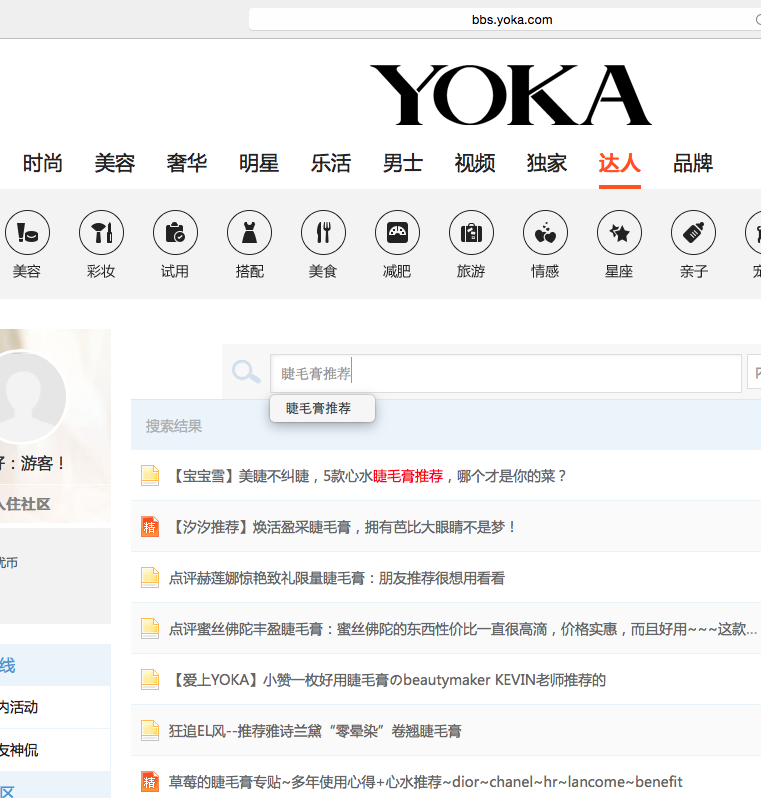 bbs.yoka.com
YOKA
时尚 美容 奢华 明星 乐活 男士 视频 独家 达人 品牌
美容 彩妆 试用 搭配 美食 减肥 旅游 情感 星座 亲子
睫毛膏推荐
睫毛膏推荐
搜索结果
好：游客！
入住社区
优币
线
内活动
友神侃
区
【宝宝雪】美睫不纠睫，5款心水睫毛膏推荐，哪个才是你的菜？
精 【汐汐推荐】焕活盈采睫毛膏，拥有芭比大眼睛不是梦！
点评赫莲娜惊艳致礼限量睫毛膏：朋友推荐很想用看看
点评蜜丝佛陀丰盈睫毛膏：蜜丝佛陀的东西性价比一直很高滴，价格实惠，而且好用~~~这款...
【爱上YOKA】小赞一枚好用睫毛膏のbeautymaker KEVIN老师推荐的
狂追EL风--推荐雅诗兰黛“零晕染”卷翘睫毛膏
精 草莓的睫毛膏专贴~多年使用心得+心水推荐~dior~chanel~hr~lancome~benefit